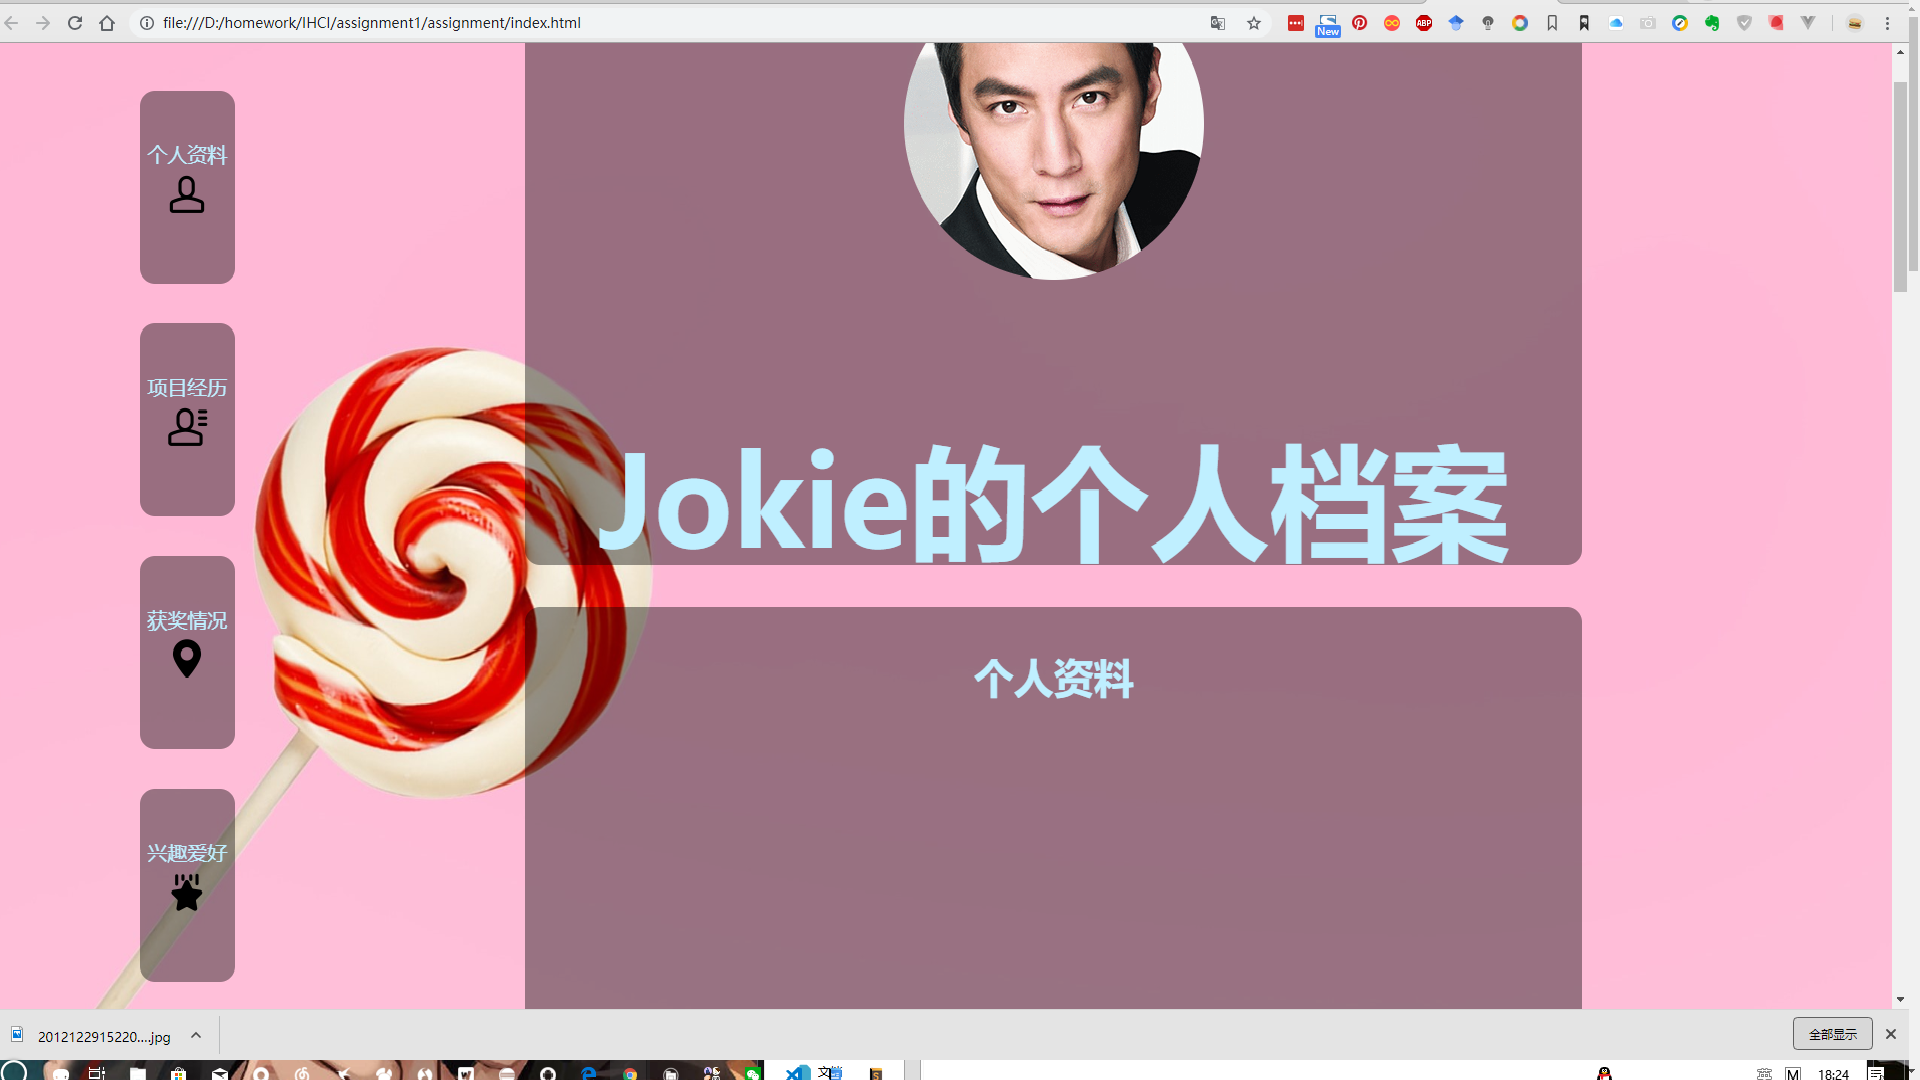 file:///D:/homework/IHCI/assignment1/assignment/index.html
New
ABP
个人资料
项目经历
获奖情况
兴趣爱好
Jokie的个人档案
个人资料
2012122915220....jpg
全部显示
M
18:24